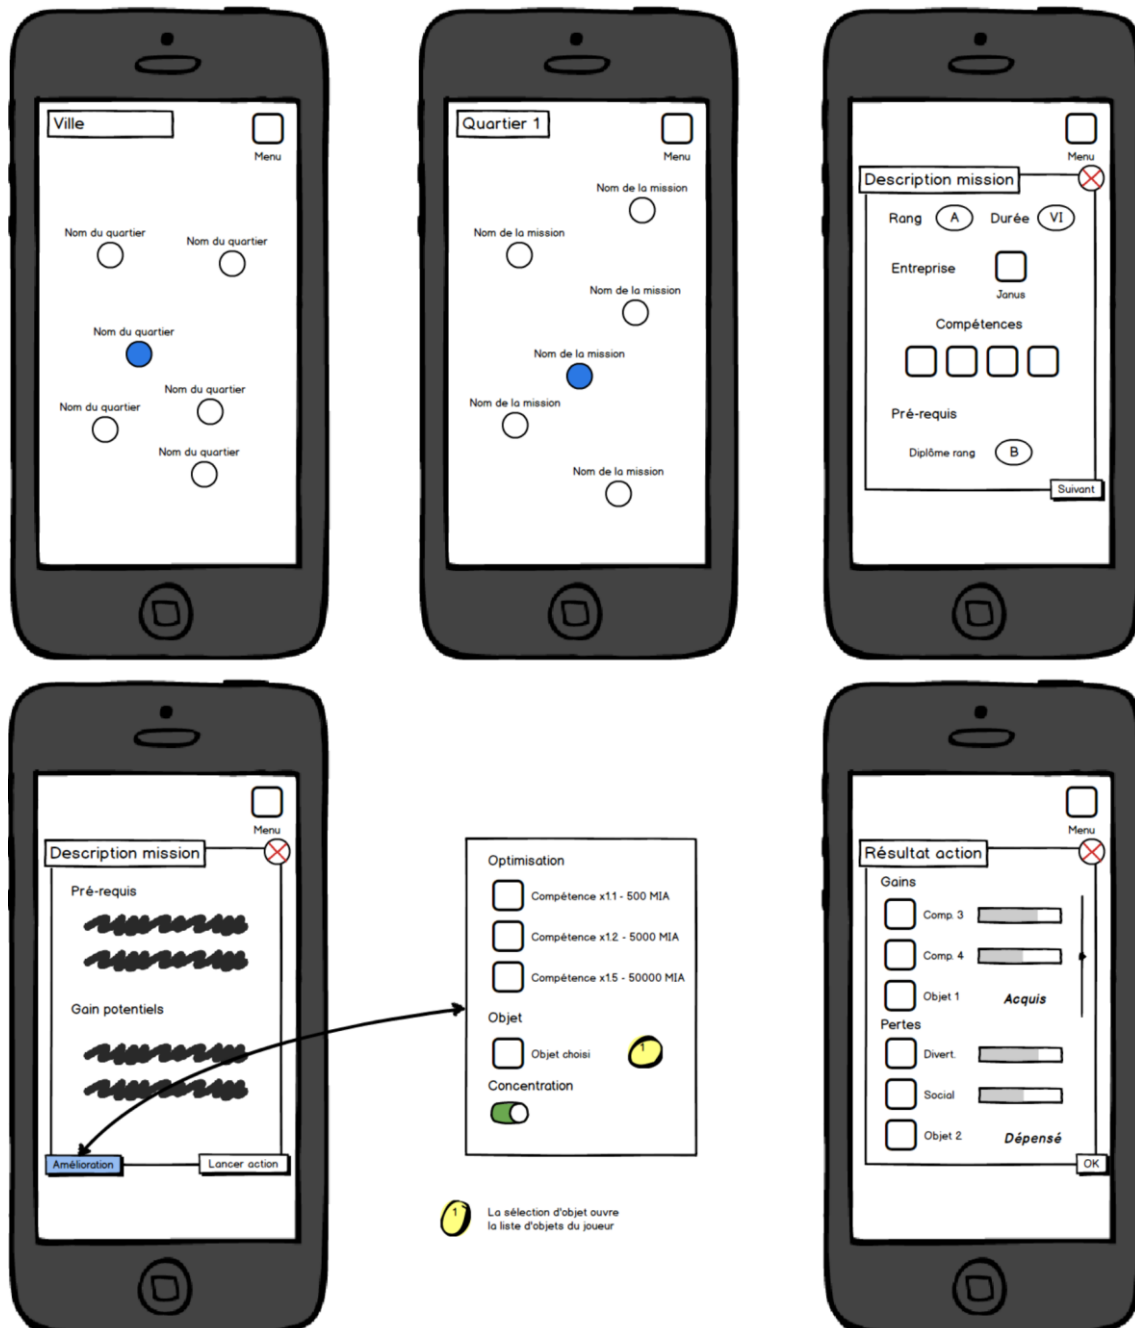 Ville
Menu
Nom du quartier
Nom du quartier
Nom du quartier
Nom du quartier
Nom du quartier
Nom du quartier
Quartier 1
Menu
Nom de la mission
Nom de la mission
Nom de la mission
Nom de la mission
Nom de la mission
Nom de la mission
Menu
Description mission
Rang A Durée VI
Entreprise
Janus
Compétences
Pré-requis
Diplôme rang B
Suivant
Menu
Description mission
Pré-requis
Gain potentiels
Amélioration
Lancer action
Optimisation
Compétence x1.1 - 500 MIA
Compétence x1.2 - 5000 MIA
Compétence x1.5 - 50000 MIA
Objet
Objet choisi 1
Concentration
1 La sélection d'objet ouvre
la liste d'objets du joueur
Menu
Résultat action
Gains
Comp. 3
Comp. 4
Objet 1 Acquis
Pertes
Divert.
Social
Objet 2 Dépensé
OK